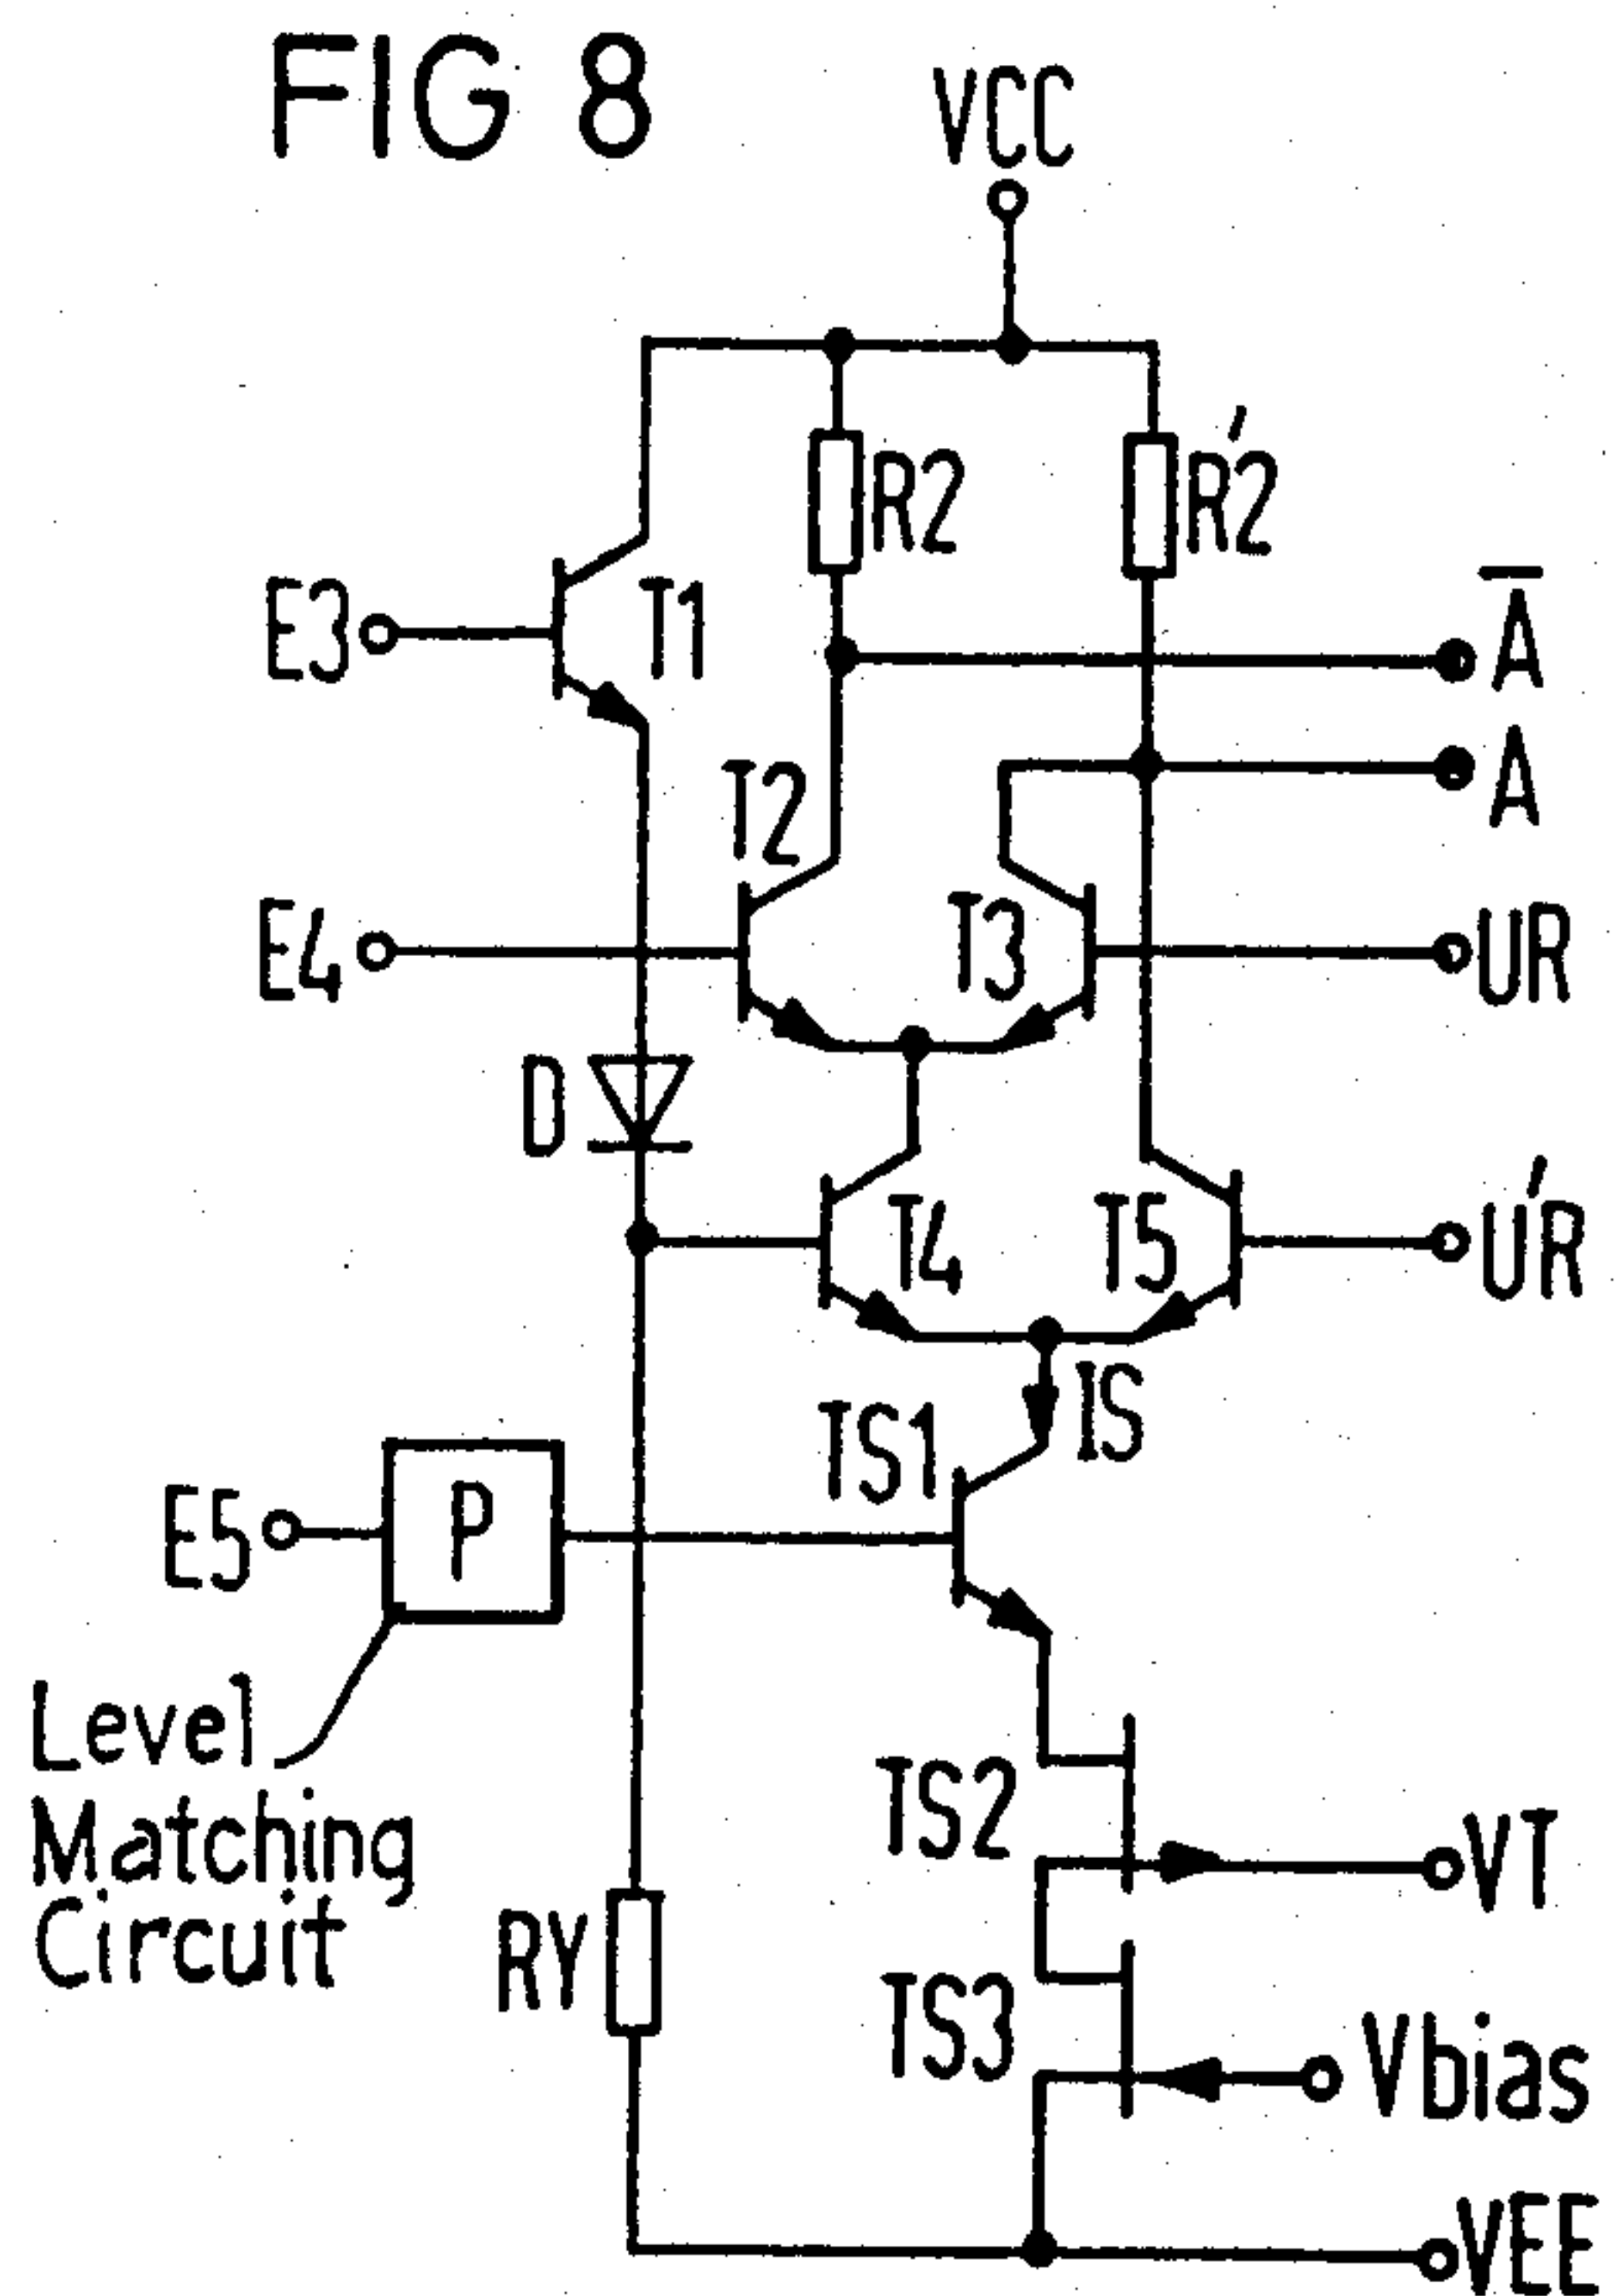 FIG 8
VCC
R2
R'2
E3
T1
A̅
A
T2
E4
T3
UR
D
T4
T5
U'R
IS
TS1
E5
P
Level
Matching
Circuit
TS2
VT
RY
TS3
Vbias
VEE